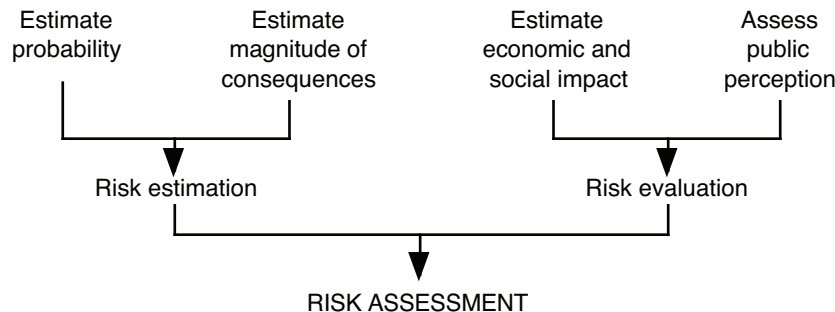 Estimate
probability
Estimate
magnitude of
consequences
Estimate
economic and
social impact
Assess
public
perception
Risk estimation
Risk evaluation
RISK ASSESSMENT